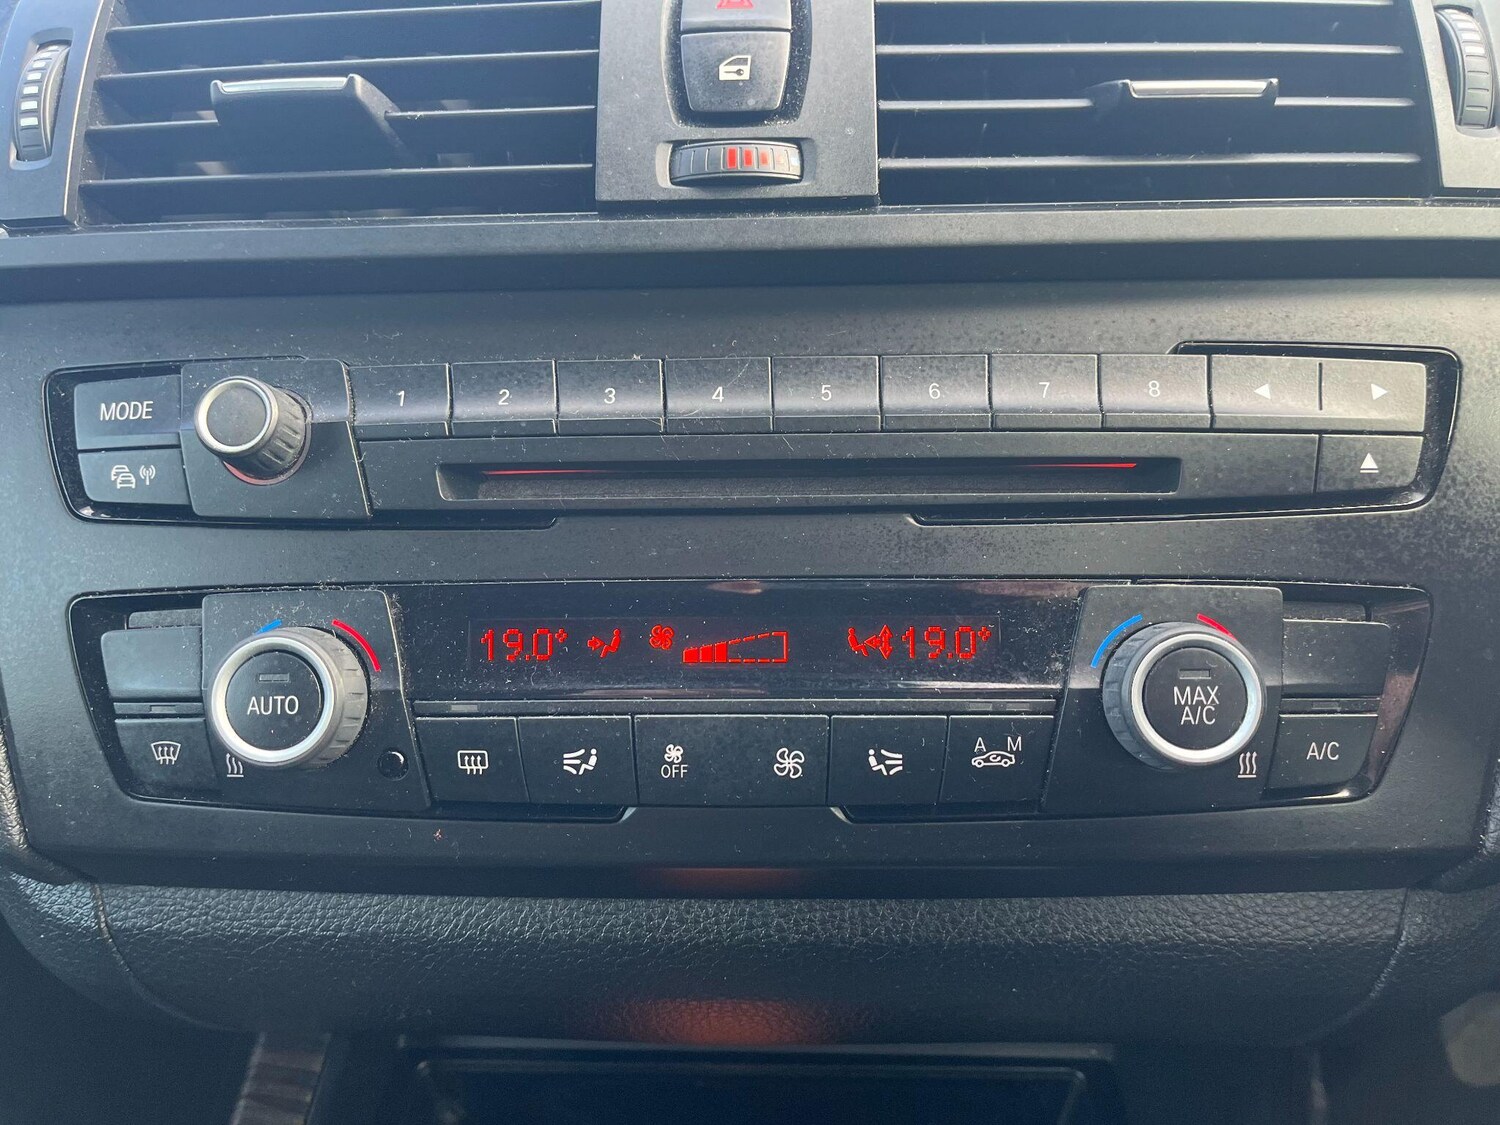 MODE
1 2 3 4 5 6 7 8
19.0° 19.0°
AUTO
MAX
A/C
OFF
A M
A/C